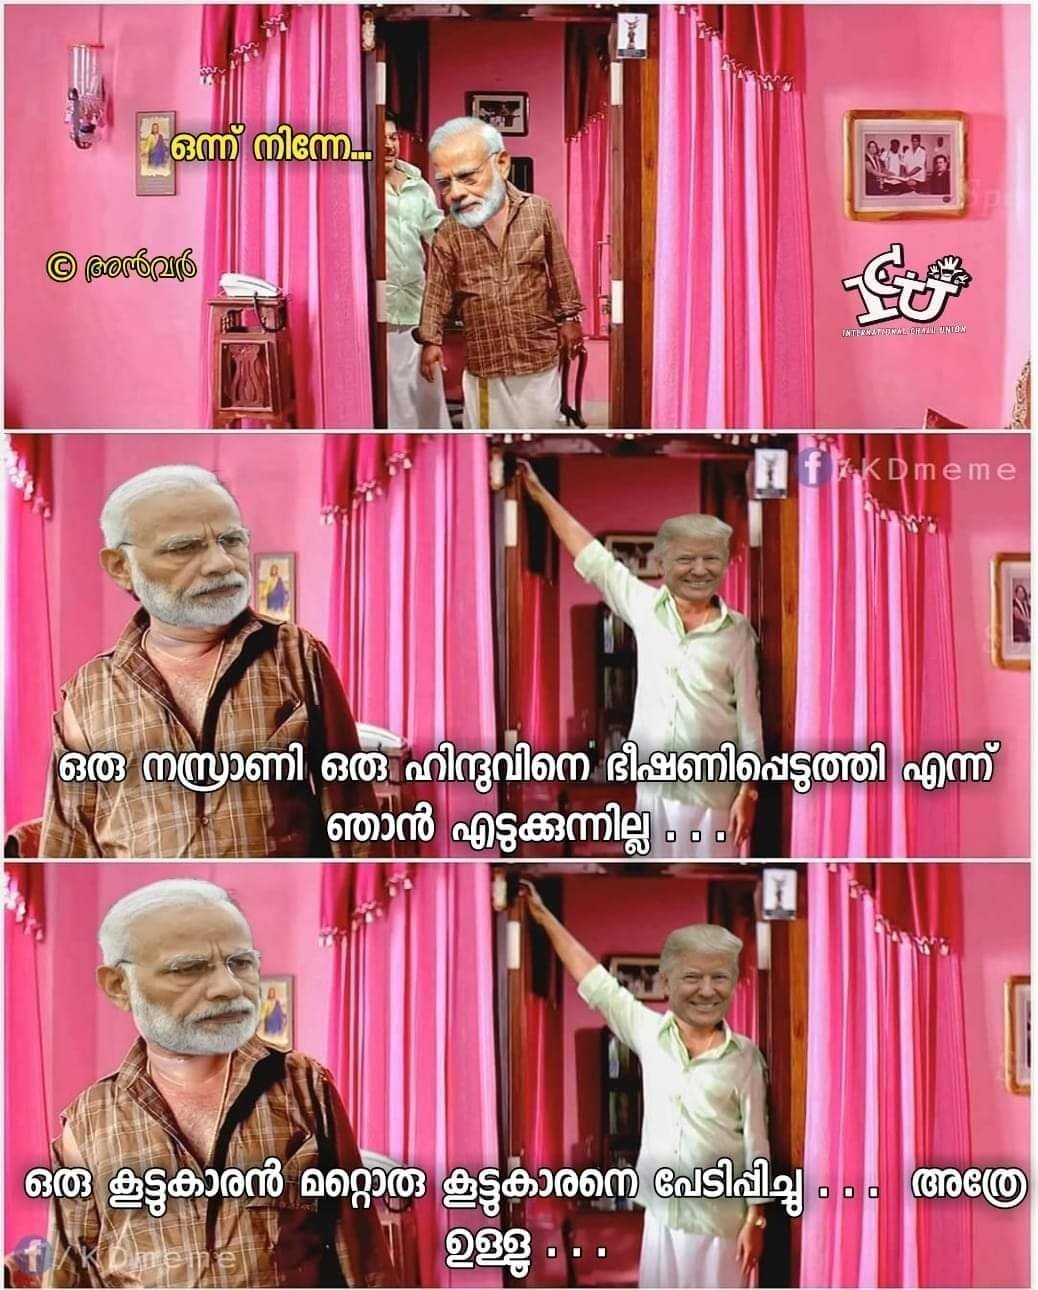 ഒന്ന് നിന്നേ...
© അൻവർ
ICU
INTERNATIONAL CHALU UNION
f/KDmeme
ഒരു നസ്രാണി ഒരു ഹിന്ദുവിനെ ഭീഷണിപ്പെടുത്തി എന്ന്
ഞാൻ എടുക്കുന്നില്ല . . .
ഒരു കൂട്ടുകാരൻ മറ്റൊരു കൂട്ടുകാരനെ പേടിപ്പിച്ചു . . . അത്രേ
ഉള്ളൂ . . .
f/KDmeme